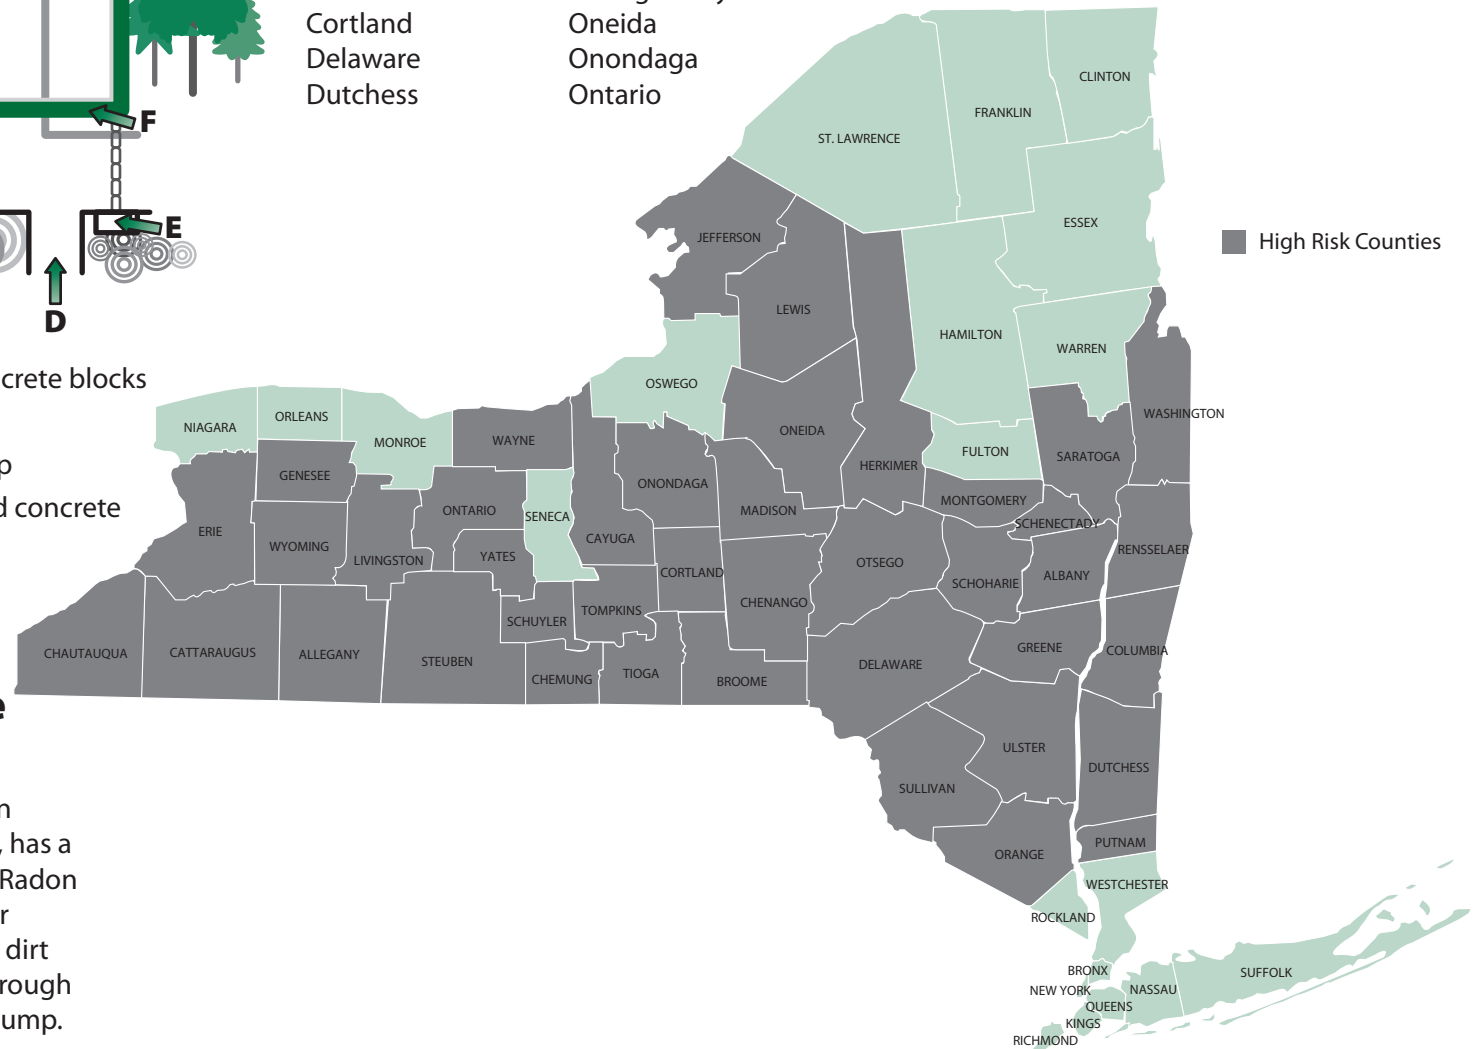 Cortland
Delaware
Dutchess
Oneida
Onondaga
Ontario
F
E
D
crete blocks
p
d concrete
e
n
, has a
Radon
r
dirt
rough
ump.
High Risk Counties
CLINTON
FRANKLIN
ST. LAWRENCE
ESSEX
JEFFERSON
LEWIS
HAMILTON
WARREN
OSWEGO
WASHINGTON
NIAGARA
ORLEANS
MONROE
WAYNE
ONEIDA
HERKIMER
FULTON
SARATOGA
GENESEE
ONONDAGA
MADISON
MONTGOMERY
SCHENECTADY
ONTARIO
SENECA
CAYUGA
ERIE
WYOMING
LIVINGSTON
YATES
OTSEGO
RENSSELAER
CORTLAND
CHENANGO
SCHOHARIE
ALBANY
SCHUYLER
TOMPKINS
CHAUTAUQUA
CATTARAUGUS
ALLEGANY
STEUBEN
CHEMUNG
TIOGA
BROOME
DELAWARE
GREENE
COLUMBIA
ULSTER
SULLIVAN
DUTCHESS
ORANGE
PUTNAM
WESTCHESTER
ROCKLAND
BRONX
NEW YORK
QUEENS
NASSAU
SUFFOLK
KINGS
RICHMOND